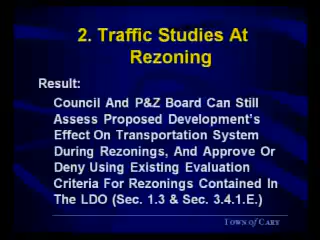 2. Traffic Studies At
Rezoning
Result:
Council And P&Z Board Can Still
Assess Proposed Development's
Effect On Transportation System
During Rezonings, And Approve Or
Deny Using Existing Evaluation
Criteria For Rezonings Contained In
The LDO (Sec. 1.3 & Sec. 3.4.1.E.)
TOWN of CARY